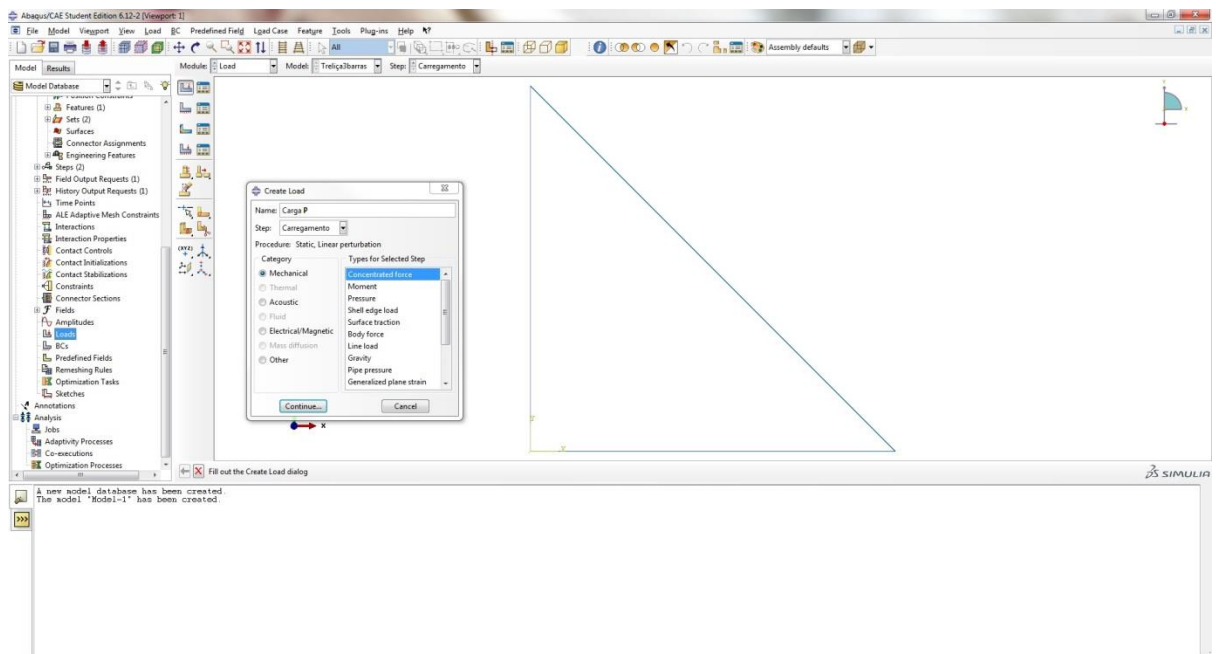 Abaqus/CAE Student Edition 6.12-2 [Viewport: 1]
File Model Viewport View Load BC Predefined Field Load Case Feature Tools Plug-ins Help
All
Assembly defaults
Model Results
Module: Load Model: Treliça3barras Step: Carregamento
Model Database
Position Constraints
Features (1)
Sets (2)
Surfaces
Connector Assignments
Engineering Features
Steps (2)
Field Output Requests (1)
History Output Requests (1)
Time Points
ALE Adaptive Mesh Constraints
Interactions
Interaction Properties
Contact Controls
Contact Initializations
Contact Stabilizations
Constraints
Connector Sections
Fields
Amplitudes
Loads
BCs
Predefined Fields
Remeshing Rules
Optimization Tasks
Sketches
Annotations
Analysis
Jobs
Adaptivity Processes
Co-executions
Optimization Processes
(XYZ)
Create Load
Name: Carga P
Step: Carregamento
Procedure: Static, Linear perturbation
Category
Mechanical
Thermal
Acoustic
Fluid
Electrical/Magnetic
Mass diffusion
Other
Types for Selected Step
Concentrated force
Moment
Pressure
Shell edge load
Surface traction
Body force
Line load
Gravity
Pipe pressure
Generalized plane strain
Continue... Cancel
X
Y
Fill out the Create Load dialog
SIMULIA
A new model database has been created.
The model "Model-1" has been created.
>>>